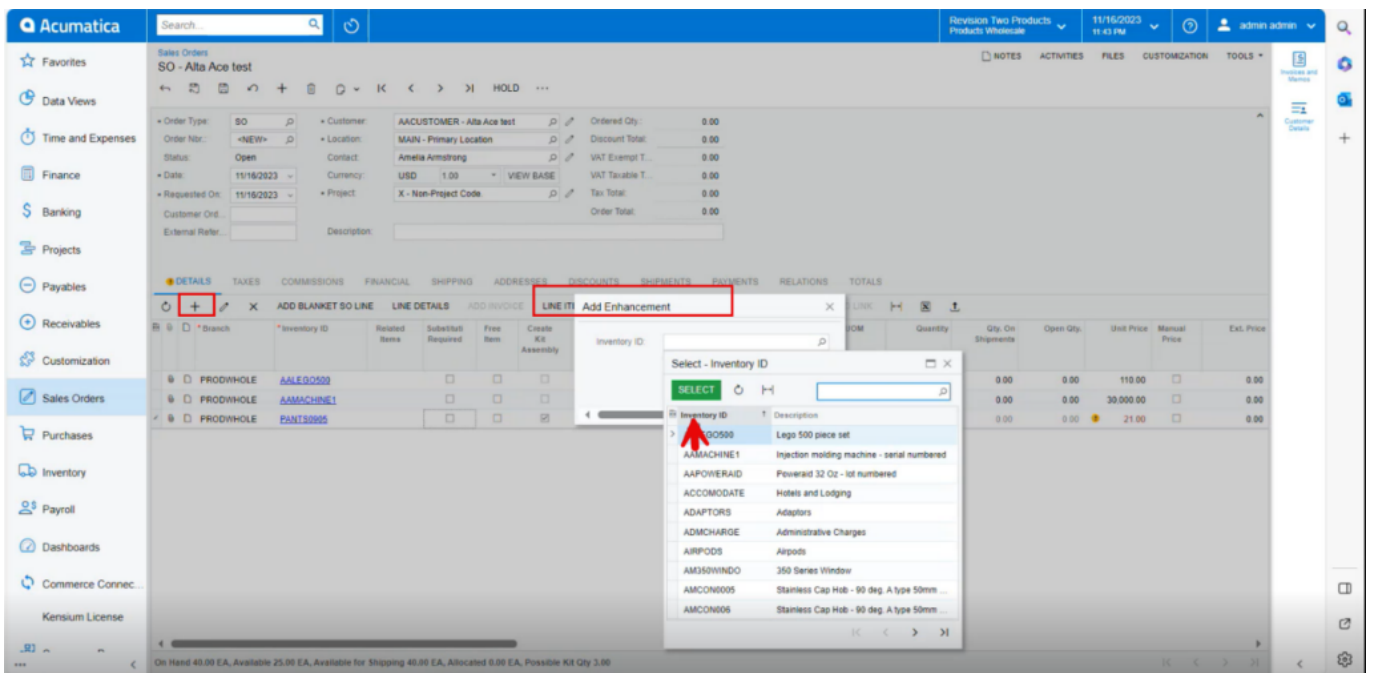 Acumatica
Search...
Revision Two Products
Products Wholesale
11/16/2023
11:43 PM
admin admin
Favorites
Data Views
Time and Expenses
Finance
Banking
Projects
Payables
Receivables
Customization
Sales Orders
Purchases
Inventory
Payroll
Dashboards
Commerce Connec...
Kensium License
Sales Orders
SO - Alta Ace test
NOTES ACTIVITIES FILES CUSTOMIZATION TOOLS
Invoices and Memos
Customer Details
HOLD ...
Order Type: SO
Customer: AACUSTOMER - Alta Ace test
Ordered Qty.: 0.00
Order Nbr.: <NEW>
Location: MAIN - Primary Location
Discount Total: 0.00
Status: Open
Contact: Amelia Armstrong
VAT Exempt T... 0.00
Date: 11/16/2023
Currency: USD 1.00 VIEW BASE
VAT Taxable T... 0.00
Requested On: 11/16/2023
Project: X - Non-Project Code.
Tax Total: 0.00
Customer Ord...
Order Total: 0.00
External Refer...
Description:
DETAILS TAXES COMMISSIONS FINANCIAL SHIPPING ADDRESSES DISCOUNTS SHIPMENTS PAYMENTS RELATIONS TOTALS
ADD BLANKET SO LINE LINE DETAILS ADD INVOICE LINE ITE LINK
Branch *Inventory ID Related Items Substituti Required Free Item Create Kit Assembly UOM Quantity Qty. On Shipments Open Qty. Unit Price Manual Price Ext. Price
PRODWHOLE AALEGO500 0.00 0.00 110.00 0.00
PRODWHOLE AAMACHINE1 0.00 0.00 30,000.00 0.00
PRODWHOLE PANTS0905 0.00 0.00 21.00 0.00
Add Enhancement
Inventory ID:
Select - Inventory ID
SELECT
Inventory ID Description
GO500 Lego 500 piece set
AAMACHINE1 Injection molding machine - serial numbered
AAPOWERAID Poweraid 32 Oz - lot numbered
ACCOMODATE Hotels and Lodging
ADAPTORS Adaptors
ADMCHARGE Administrative Charges
AIRPODS Airpods
AM350WINDO 350 Series Window
AMCON0005 Stainless Cap Hob - 90 deg. A type 50mm ...
AMCON006 Stainless Cap Hob - 90 deg. A type 50mm ...
On Hand 40.00 EA, Available 25.00 EA, Available for Shipping 40.00 EA, Allocated 0.00 EA, Possible Kit Qty 3.00